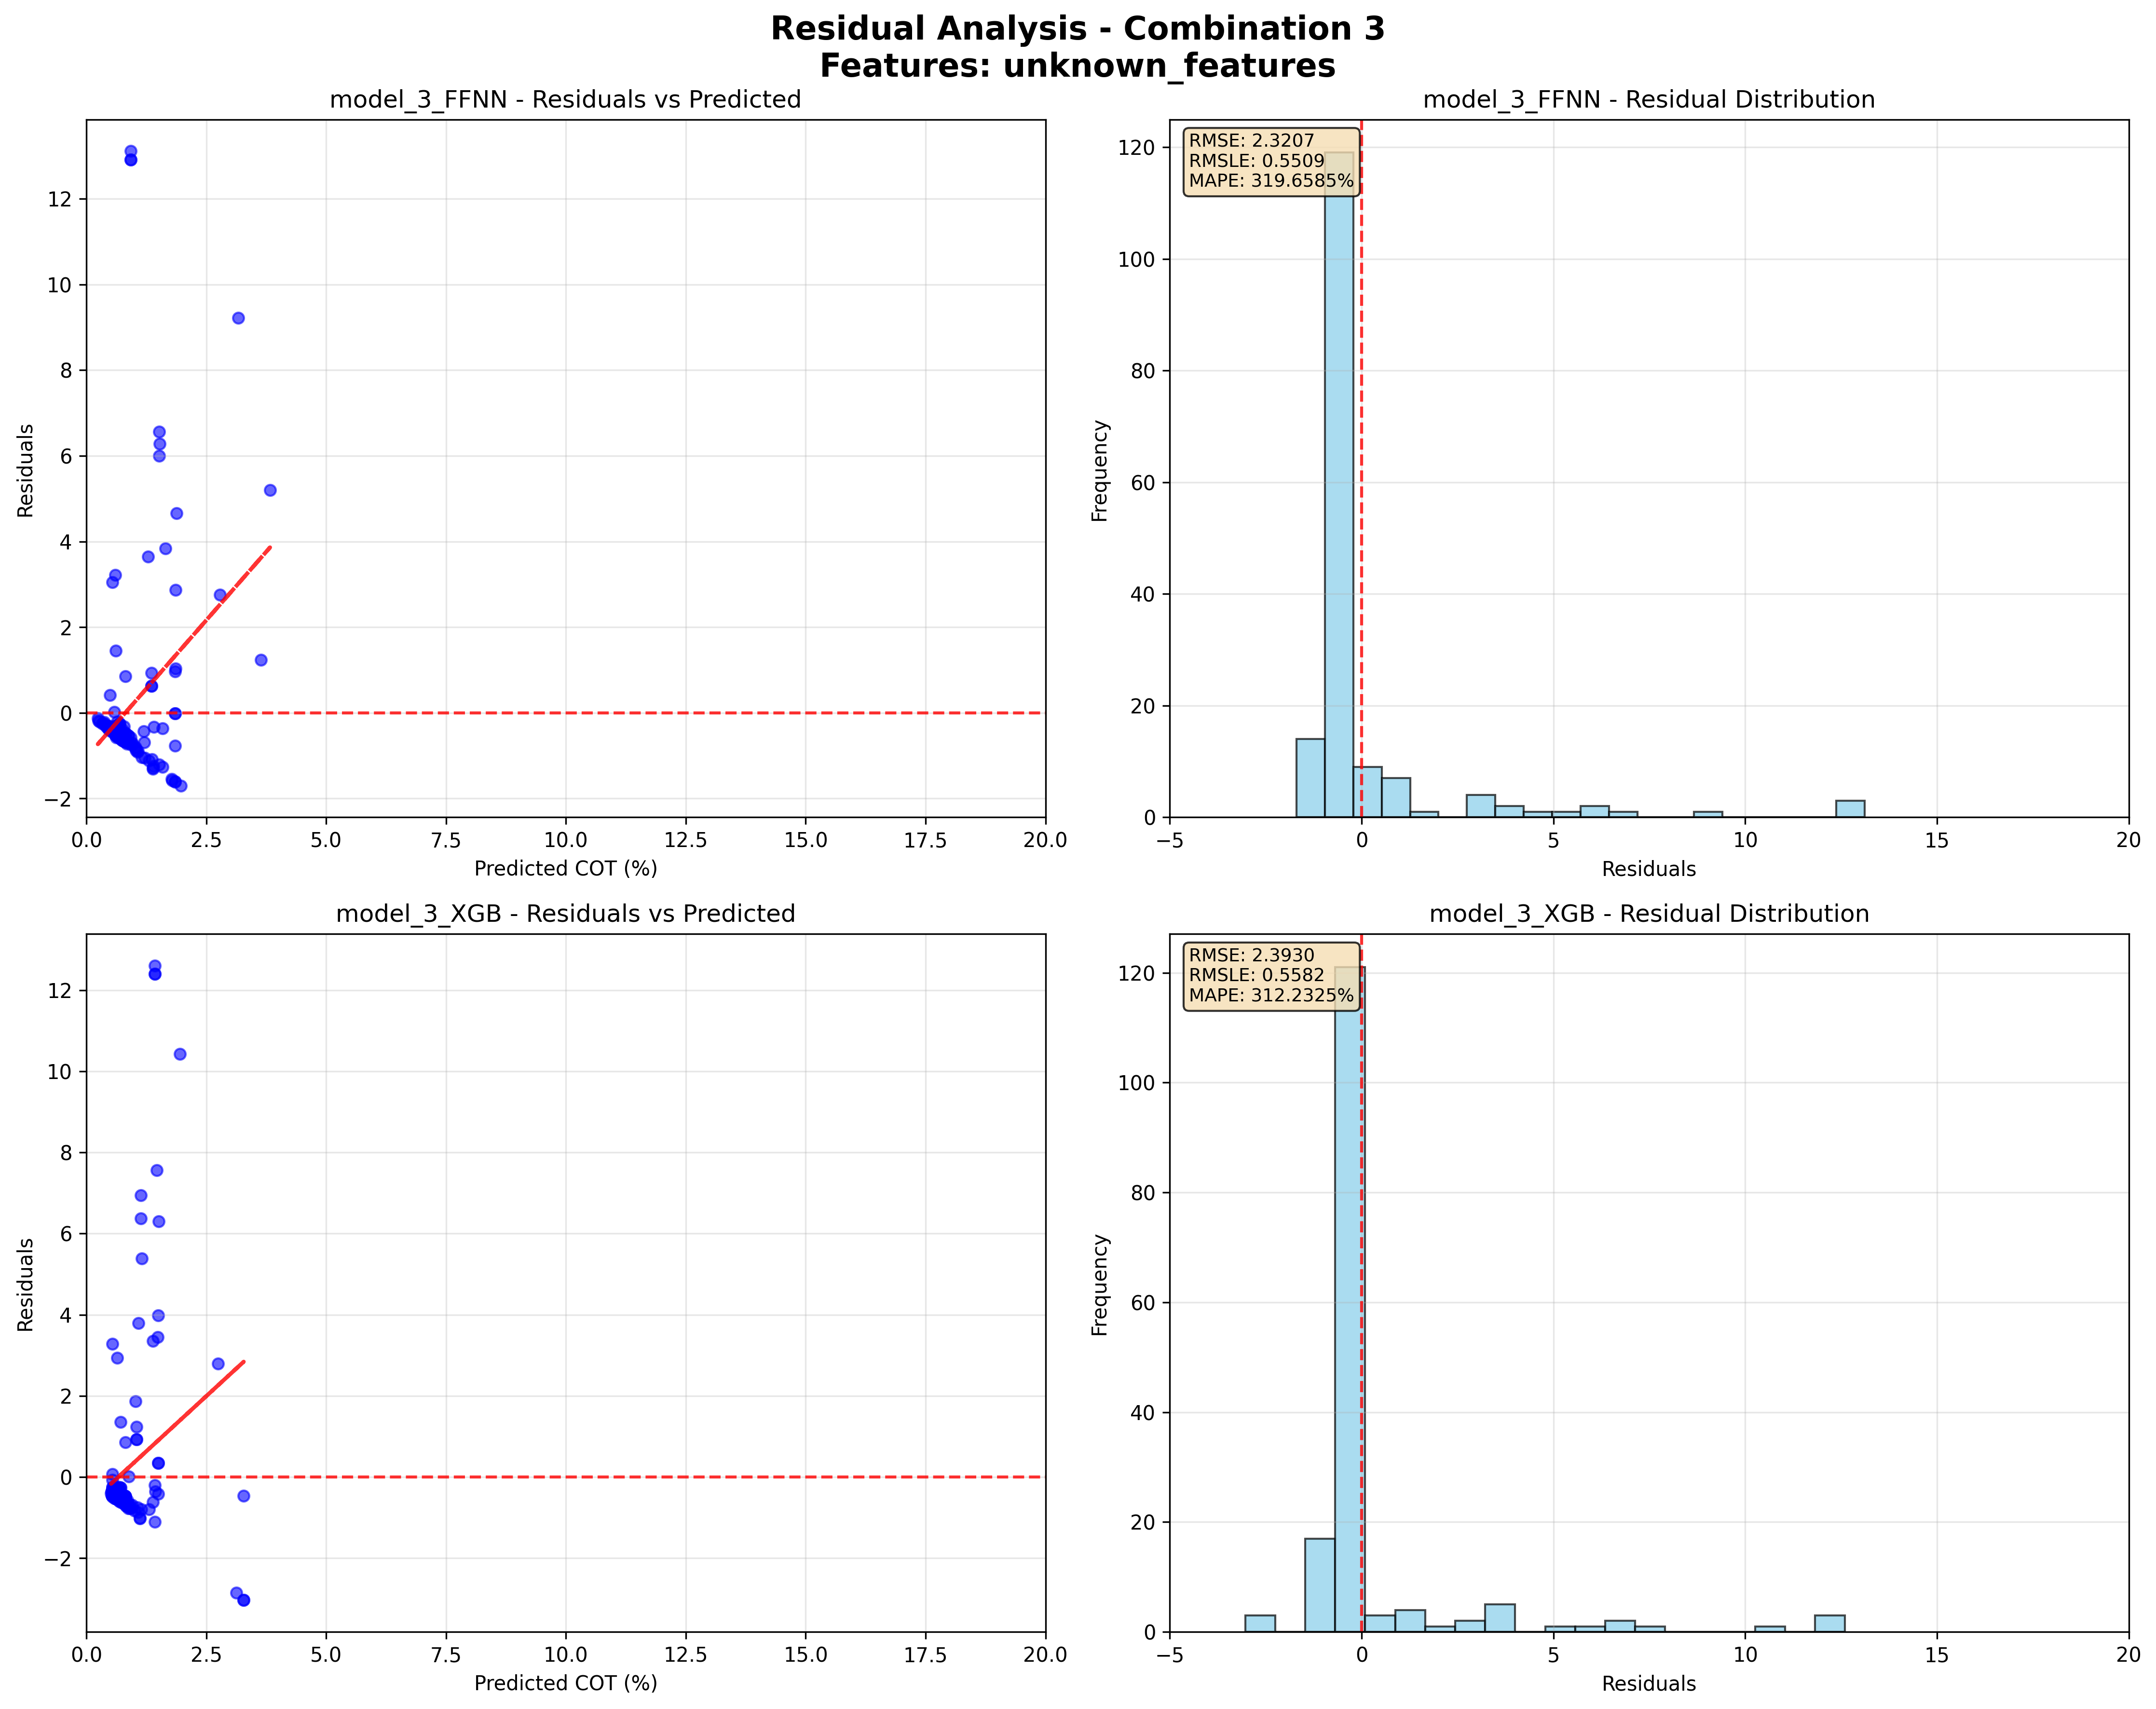 Residual Analysis - Combination 3
Features: unknown_features
model_3_FFNN - Residuals vs Predicted
12
10
8
6
4
2
0
−2
Residuals
0.0 2.5 5.0 7.5 10.0 12.5 15.0 17.5 20.0
Predicted COT (%)
model_3_FFNN - Residual Distribution
RMSE: 2.3207
RMSLE: 0.5509
MAPE: 319.6585%
120
100
80
60
40
20
0
Frequency
−5 0 5 10 15 20
Residuals
model_3_XGB - Residuals vs Predicted
12
10
8
6
4
2
0
−2
Residuals
0.0 2.5 5.0 7.5 10.0 12.5 15.0 17.5 20.0
Predicted COT (%)
model_3_XGB - Residual Distribution
RMSE: 2.3930
RMSLE: 0.5582
MAPE: 312.2325%
120
100
80
60
40
20
0
Frequency
−5 0 5 10 15 20
Residuals